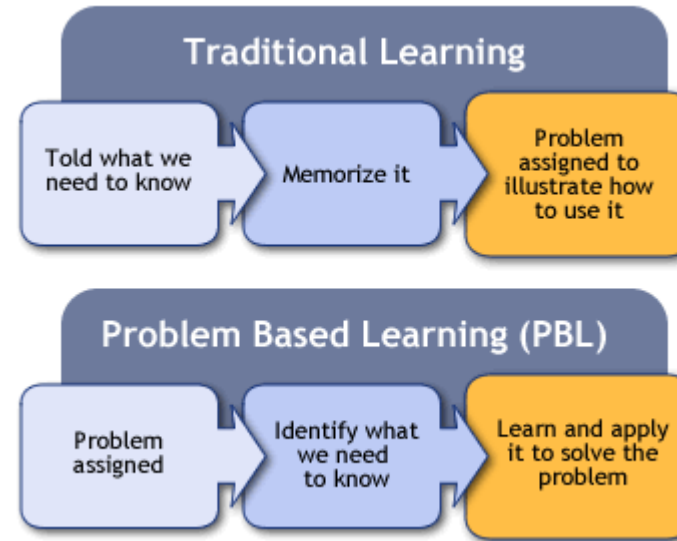 Traditional Learning
Told what we
need to know
Memorize it
Problem
assigned to
illustrate how
to use it
Problem Based Learning (PBL)
Problem
assigned
Identify what
we need
to know
Learn and apply
it to solve the
problem